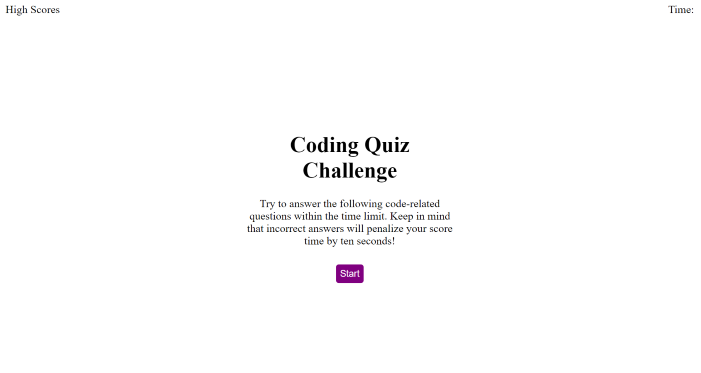 High Scores
Time:
Coding Quiz
Challenge
Try to answer the following code-related
questions within the time limit. Keep in mind
that incorrect answers will penalize your score
time by ten seconds!
Start